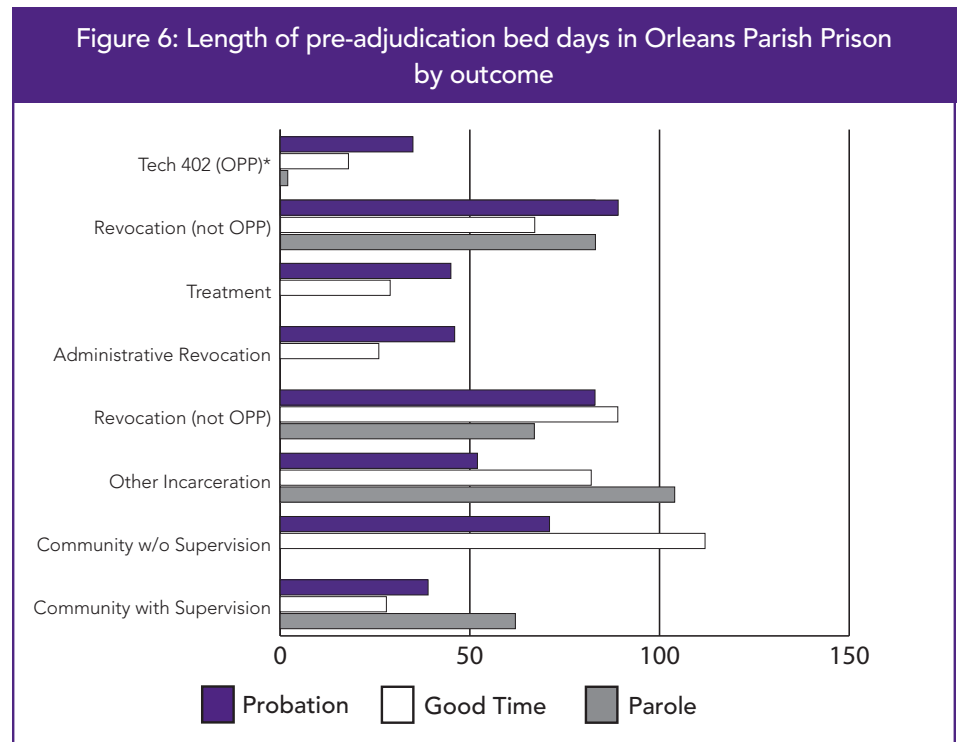 Figure 6: Length of pre-adjudication bed days in Orleans Parish Prison
by outcome
Tech 402 (OPP)*
Revocation (not OPP)
Treatment
Administrative Revocation
Revocation (not OPP)
Other Incarceration
Community w/o Supervision
Community with Supervision
0 50 100 150
Probation Good Time Parole